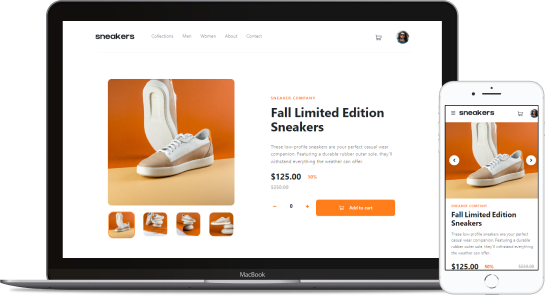 sneakers Collections Men Women About Contact
SNEAKER COMPANY
Fall Limited Edition
Sneakers
These low-profile sneakers are your perfect casual wear
companion. Featuring a durable rubber outer sole, they'll
withstand everything the weather can offer.
$125.00 50%
$250.00
- 0 + Add to cart
MacBook
sneakers
SNEAKER COMPANY
Fall Limited Edition
Sneakers
These low-profile sneakers are your perfect
casual wear companion. Featuring a durable
rubber outer sole, they'll withstand everything
the weather can offer.
$125.00 50% $250.00